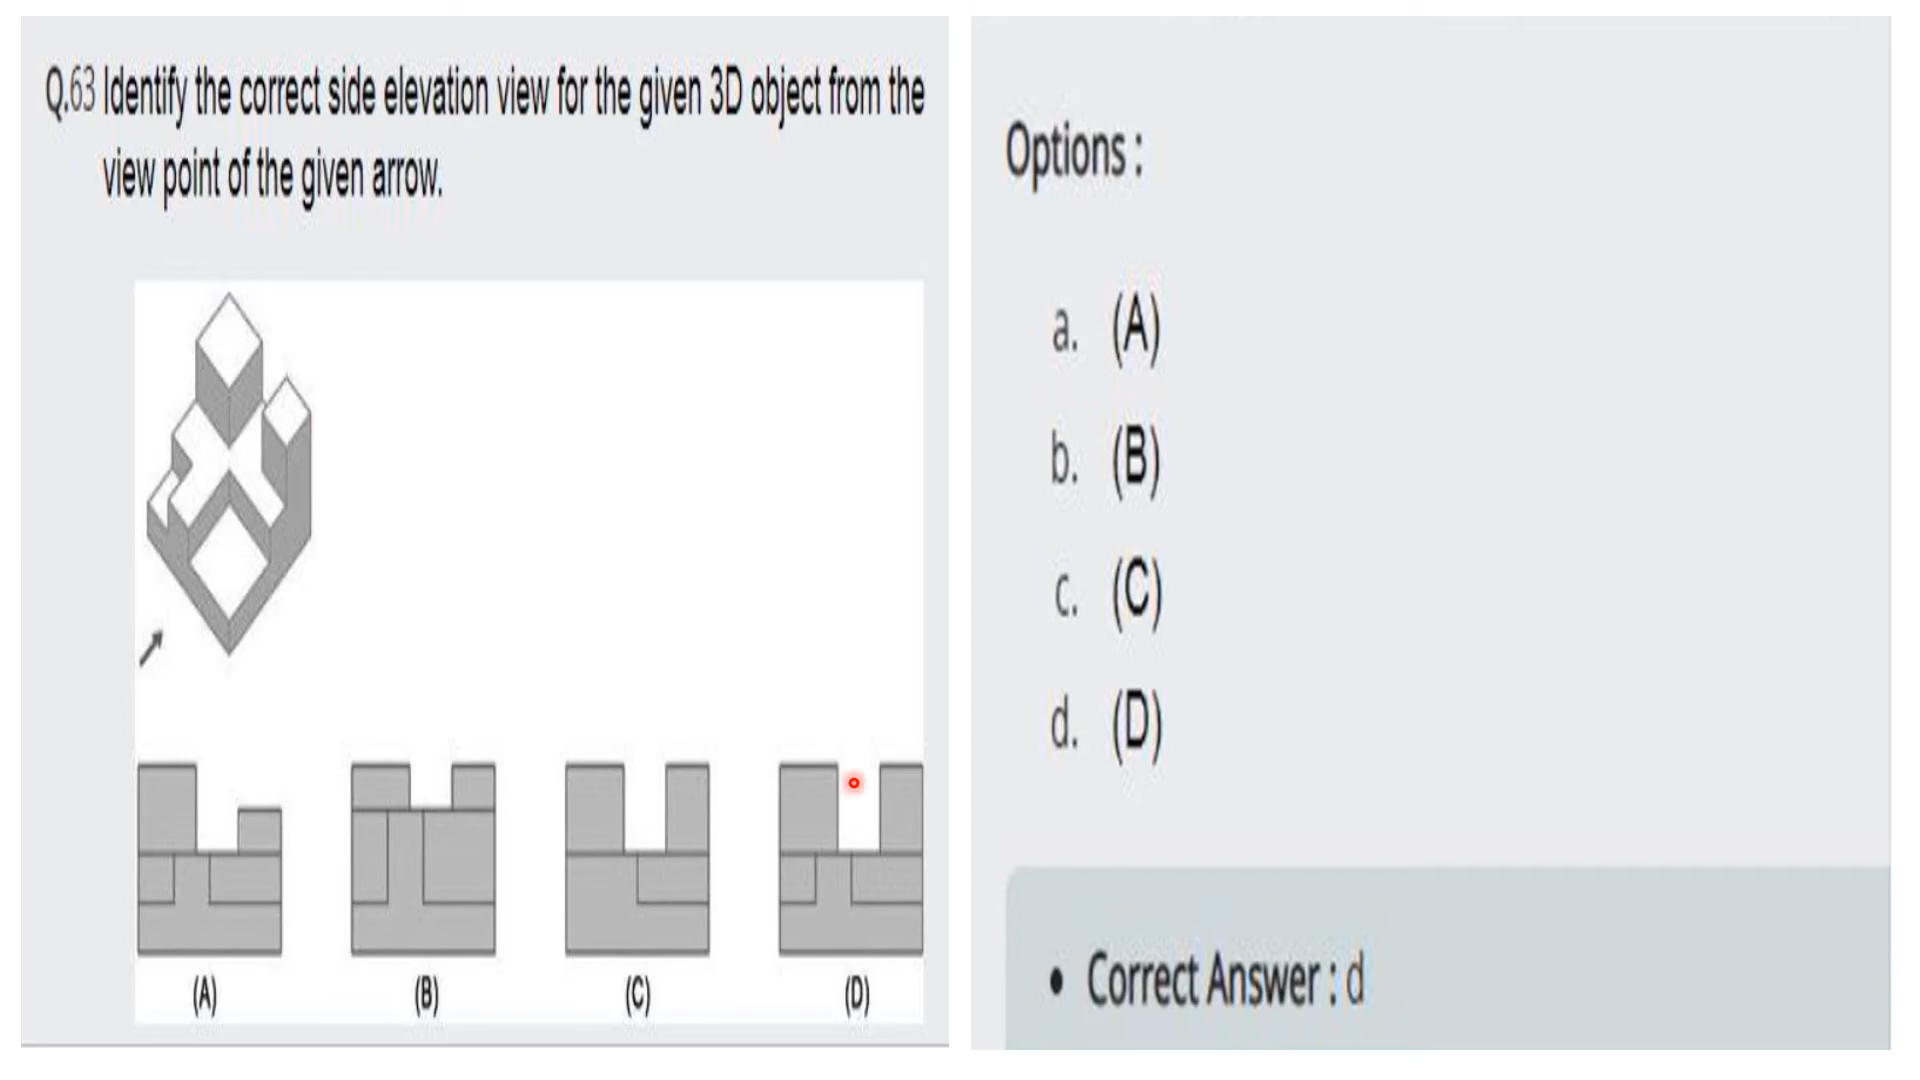 Q.63 Identify the correct side elevation view for the given 3D object from the
view point of the given arrow.
(A) (B) (C) (D)
Options :
a. (A)
b. (B)
c. (C)
d. (D)
• Correct Answer : d